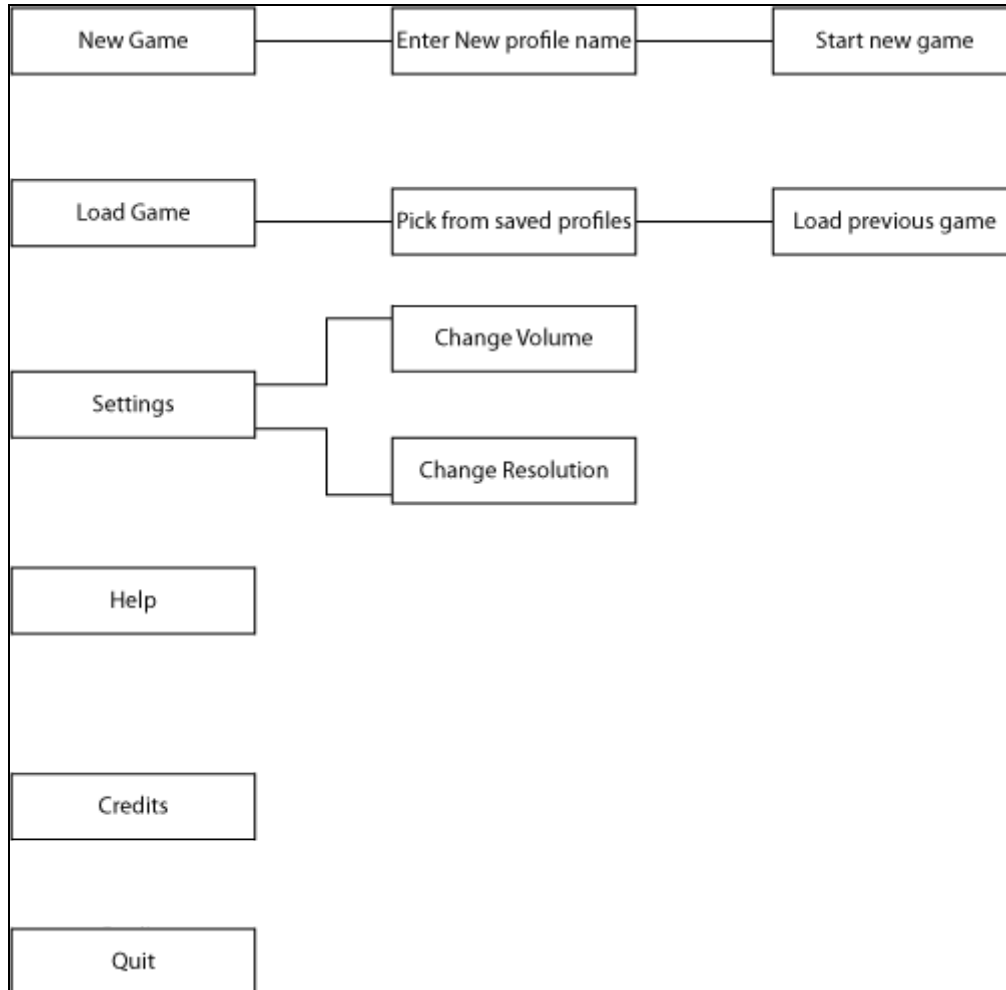 New Game
Enter New profile name
Start new game
Load Game
Pick from saved profiles
Load previous game
Change Volume
Settings
Change Resolution
Help
Credits
Quit